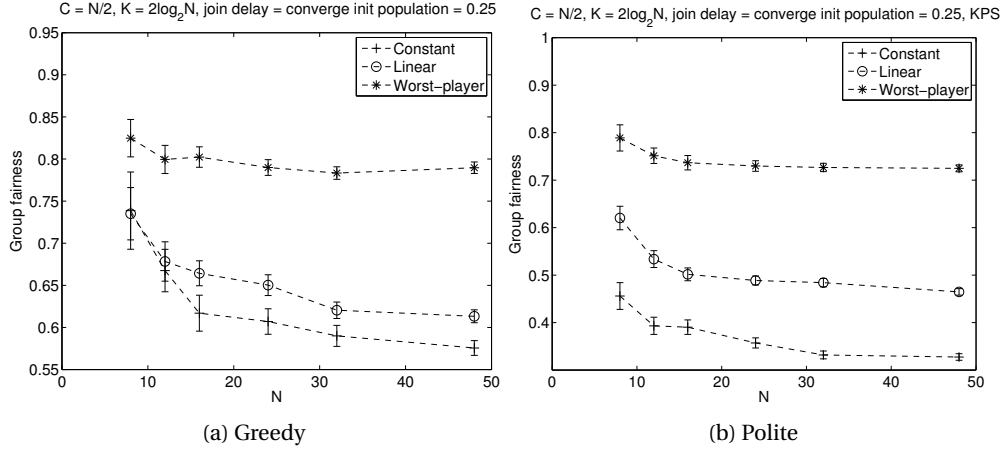 C = N/2, K = 2log₂N, join delay = converge init population = 0.25
0.95
0.9
0.85
0.8
0.75
0.7
0.65
0.6
0.55
Group fairness
Constant
Linear
Worst-player
0 10 20 30 40 50
N
(a) Greedy
C = N/2, K = 2log₂N, join delay = converge init population = 0.25, KPS
1
0.9
0.8
0.7
0.6
0.5
0.4
Group fairness
Constant
Linear
Worst-player
0 10 20 30 40 50
N
(b) Polite